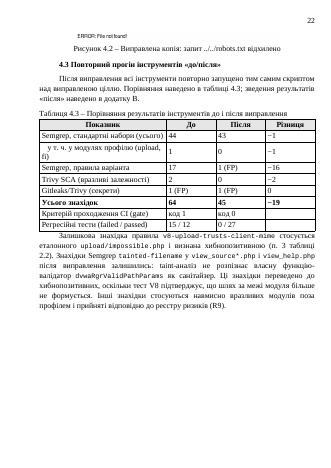 22
ERROR: File not found!
Рисунок 4.2 – Виправлена копія: запит ../../robots.txt відхилено
4.3 Повторний прогін інструментів «до/після»
Після виправлення всі інструменти повторно запущено тим самим скриптом
над виправленою ціллю. Порівняння наведено в таблиці 4.3; зведення результатів
«після» наведено в додатку В.
Таблиця 4.3 – Порівняння результатів інструментів до і після виправлення
Показник До Після Різниця
Semgrep, стандартні набори (усього) 44 43 −1
у т. ч. у модулях профілю (upload, 1 0 −1
fi)
Semgrep, правила варіанта 17 1 (FP) −16
Trivy SCA (вразливі залежності) 2 0 −2
Gitleaks/Trivy (секрети) 1 (FP) 1 (FP) 0
Усього знахідок 64 45 −19
Критерій проходження CI (gate) код 1 код 0
Регресійні тести (failed / passed) 15 / 12 0 / 27
Залишкова знахідка правила v8-upload-trusts-client-mime стосується
еталонного upload/impossible.php і визнана хибнопозитивною (п. 3 таблиці
2.2). Знахідки Semgrep tainted-filename у view_source*.php і view_help.php
після виправлення залишились: taint-аналіз не розпізнає власну функцію-
валідатор dvwaArgValidPathParams як санітайзер. Ці знахідки переведено до
хибнопозитивних, оскільки тест V8 підтверджує, що шлях за межі модуля більше
не формується. Інші знахідки стосуються навмисно вразливих модулів поза
профілем і прийняті відповідно до реєстру ризиків (R9).